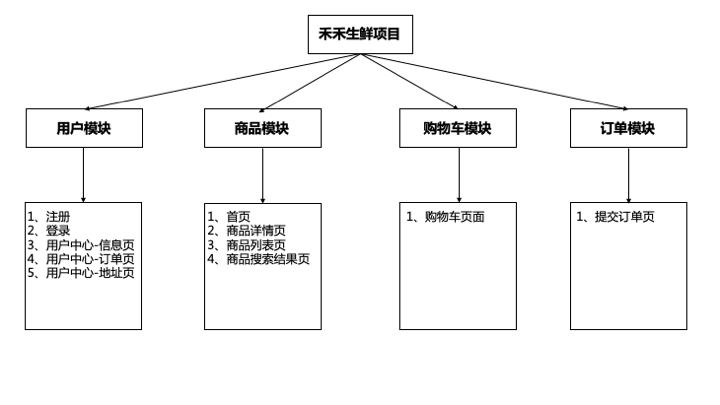 禾禾生鲜项目
用户模块
商品模块
购物车模块
订单模块
1、注册
2、登录
3、用户中心-信息页
4、用户中心-订单页
5、用户中心-地址页
1、首页
2、商品详情页
3、商品列表页
4、商品搜索结果页
1、购物车页面
1、提交订单页